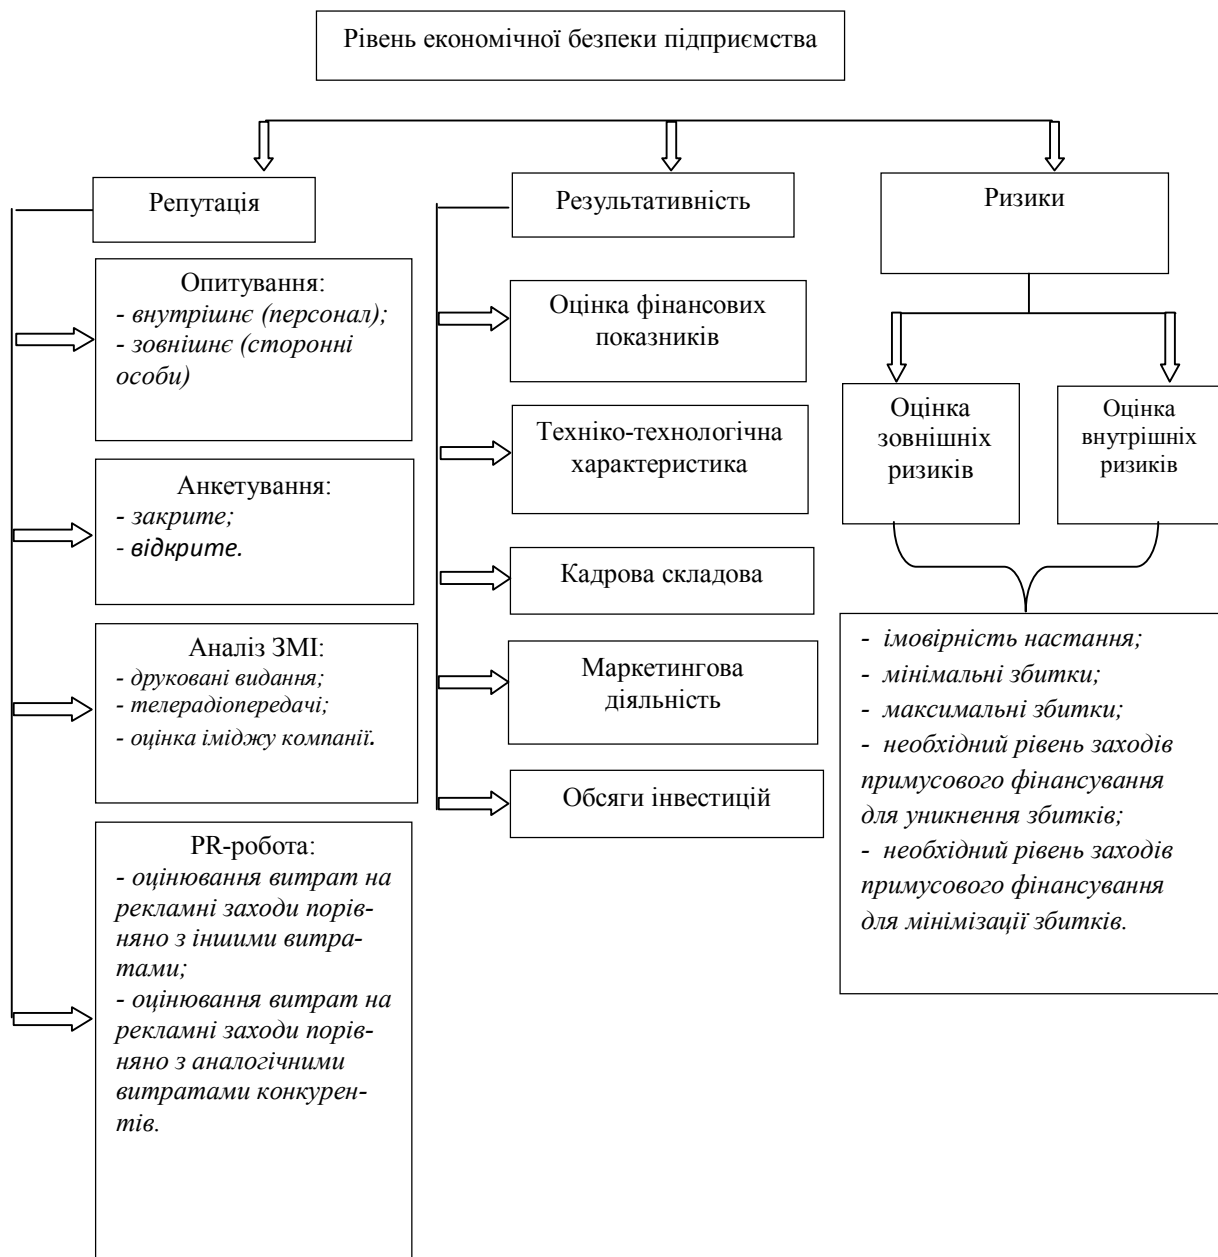 Рівень економічної безпеки підприємства
Репутація
Опитування:
- внутрішнє (персонал);
- зовнішнє (сторонні
особи)
Анкетування:
- закрите;
- відкрите.
Аналіз ЗМІ:
- друковані видання;
- телерадіопередачі;
- оцінка іміджу компанії.
PR-робота:
- оцінювання витрат на
рекламні заходи порів-
няно з іншими витра-
тами;
- оцінювання витрат на
рекламні заходи порів-
няно з аналогічними
витратами конкурен-
тів.
Результативність
Оцінка фінансових
показників
Техніко-технологічна
характеристика
Кадрова складова
Маркетингова
діяльність
Обсяги інвестицій
Ризики
Оцінка
зовнішніх
ризиків
Оцінка
внутрішніх
ризиків
- імовірність настання;
- мінімальні збитки;
- максимальні збитки;
- необхідний рівень заходів
примусового фінансування
для уникнення збитків;
- необхідний рівень заходів
примусового фінансування
для мінімізації збитків.